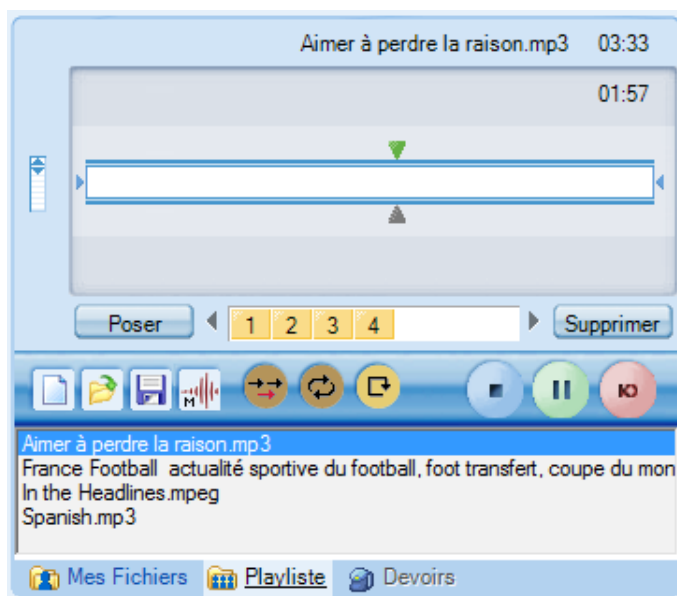 Aimer à perdre la raison.mp3 03:33
01:57
Poser 1 2 3 4 Supprimer
M
Aimer à perdre la raison.mp3
France Football actualité sportive du football, foot transfert, coupe du mon
In the Headlines.mpeg
Spanish.mp3
Mes Fichiers Playliste Devoirs